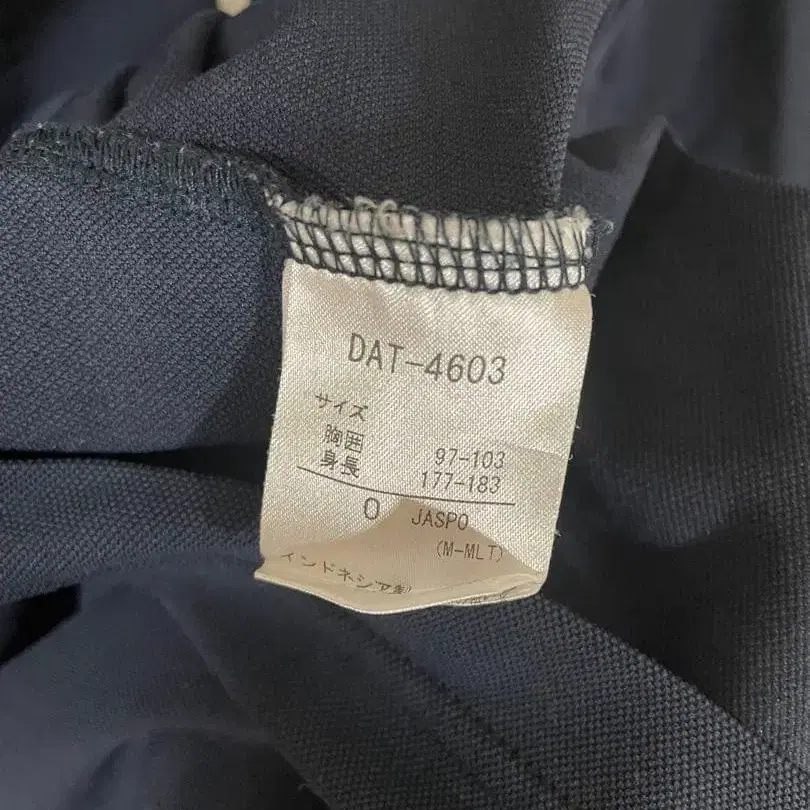 DAT-4603
サイズ
胸囲 97-103
身長 177-183
O JASPO
(M-MLT)
インドネシア製